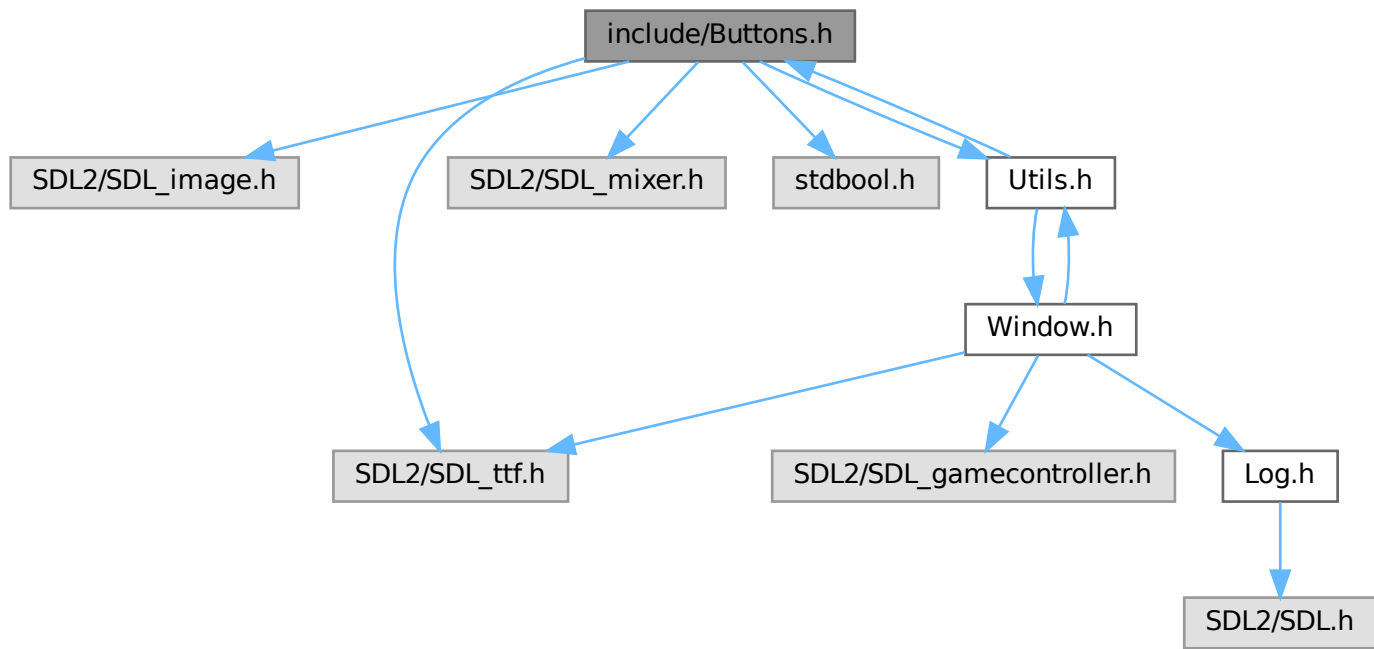 include/Buttons.h
SDL2/SDL_image.h
SDL2/SDL_mixer.h
stdbool.h
Utils.h
Window.h
SDL2/SDL_ttf.h
SDL2/SDL_gamecontroller.h
Log.h
SDL2/SDL.h